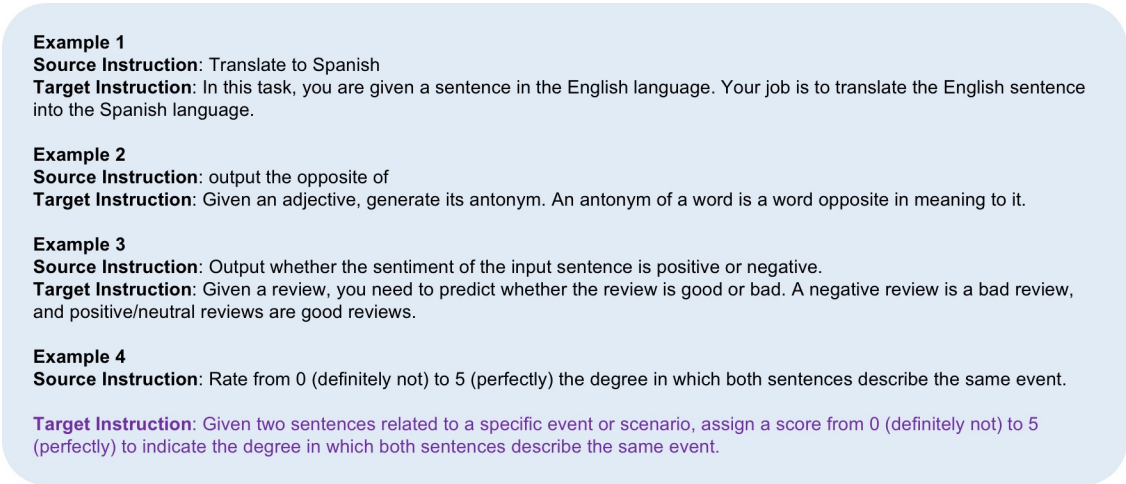 Example 1
Source Instruction: Translate to Spanish
Target Instruction: In this task, you are given a sentence in the English language. Your job is to translate the English sentence
into the Spanish language.
Example 2
Source Instruction: output the opposite of
Target Instruction: Given an adjective, generate its antonym. An antonym of a word is a word opposite in meaning to it.
Example 3
Source Instruction: Output whether the sentiment of the input sentence is positive or negative.
Target Instruction: Given a review, you need to predict whether the review is good or bad. A negative review is a bad review,
and positive/neutral reviews are good reviews.
Example 4
Source Instruction: Rate from 0 (definitely not) to 5 (perfectly) the degree in which both sentences describe the same event.
Target Instruction: Given two sentences related to a specific event or scenario, assign a score from 0 (definitely not) to 5
(perfectly) to indicate the degree in which both sentences describe the same event.